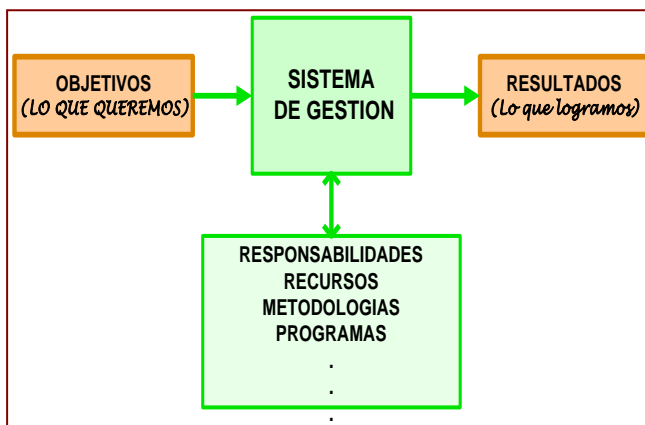 OBJETIVOS
(LO QUE QUEREMOS)
SISTEMA
DE GESTION
RESULTADOS
(Lo que logramos)
RESPONSABILIDADES
RECURSOS
METODOLOGIAS
PROGRAMAS
.
.
.